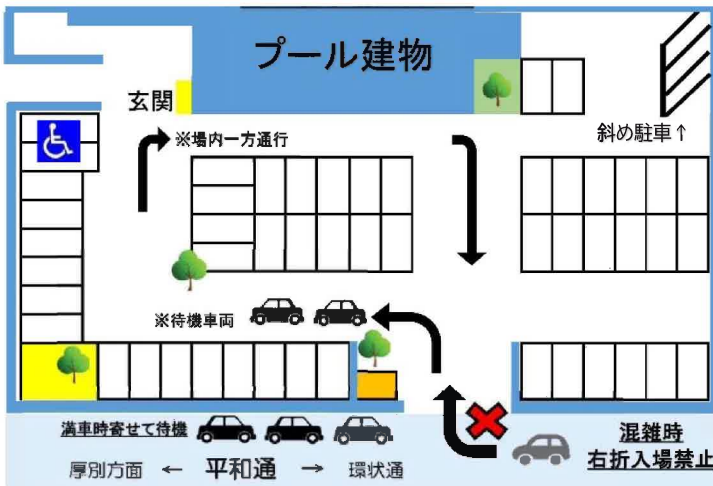 プール建物
玄関
※場内一方通行
斜め駐車↑
※待機車両
満車時寄せて待機
混雑時
右折入場禁止
厚別方面 ← 平和通 → 環状通